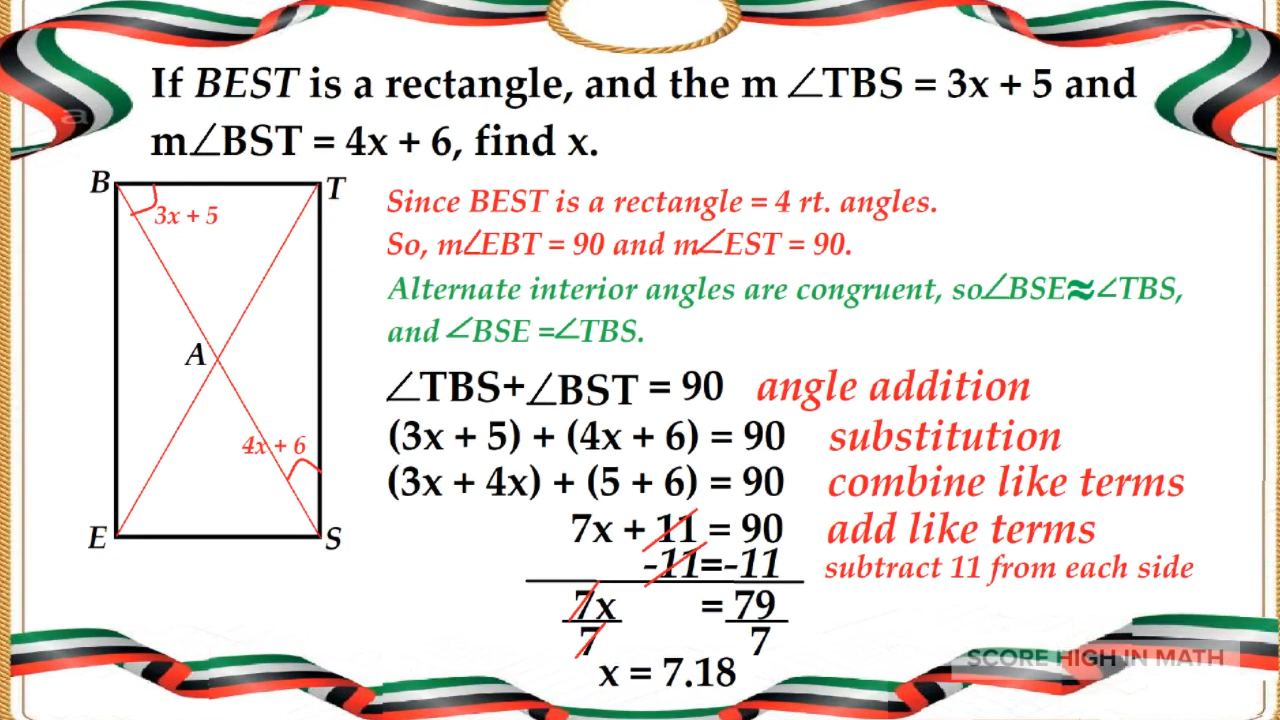 If BEST is a rectangle, and the m ∠TBS = 3x + 5 and
m∠BST = 4x + 6, find x.
B
T
3x + 5
A
4x + 6
E
S
Since BEST is a rectangle = 4 rt. angles.
So, m∠EBT = 90 and m∠EST = 90.
Alternate interior angles are congruent, so∠BSE≈∠TBS,
and ∠BSE =∠TBS.
∠TBS+∠BST = 90 angle addition
(3x + 5) + (4x + 6) = 90 substitution
(3x + 4x) + (5 + 6) = 90 combine like terms
7x + 11 = 90 add like terms
-11=-11 subtract 11 from each side
7x = 79
7 7
x = 7.18
SCORE HIGH IN MATH